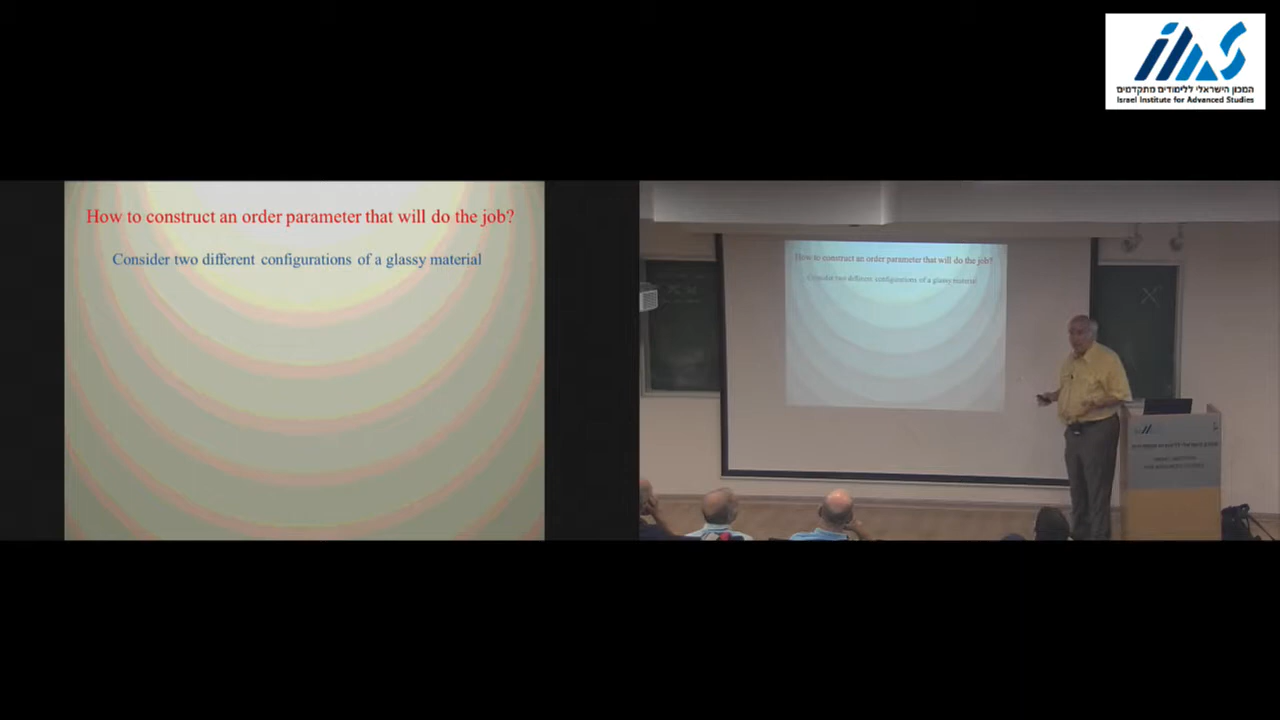 המכון הישראלי ללימודים מתקדמים
Israel Institute for Advanced Studies
How to construct an order parameter that will do the job?
Consider two different configurations of a glassy material
How to construct an order parameter that will do the job?
Consider two different configurations of a glassy material